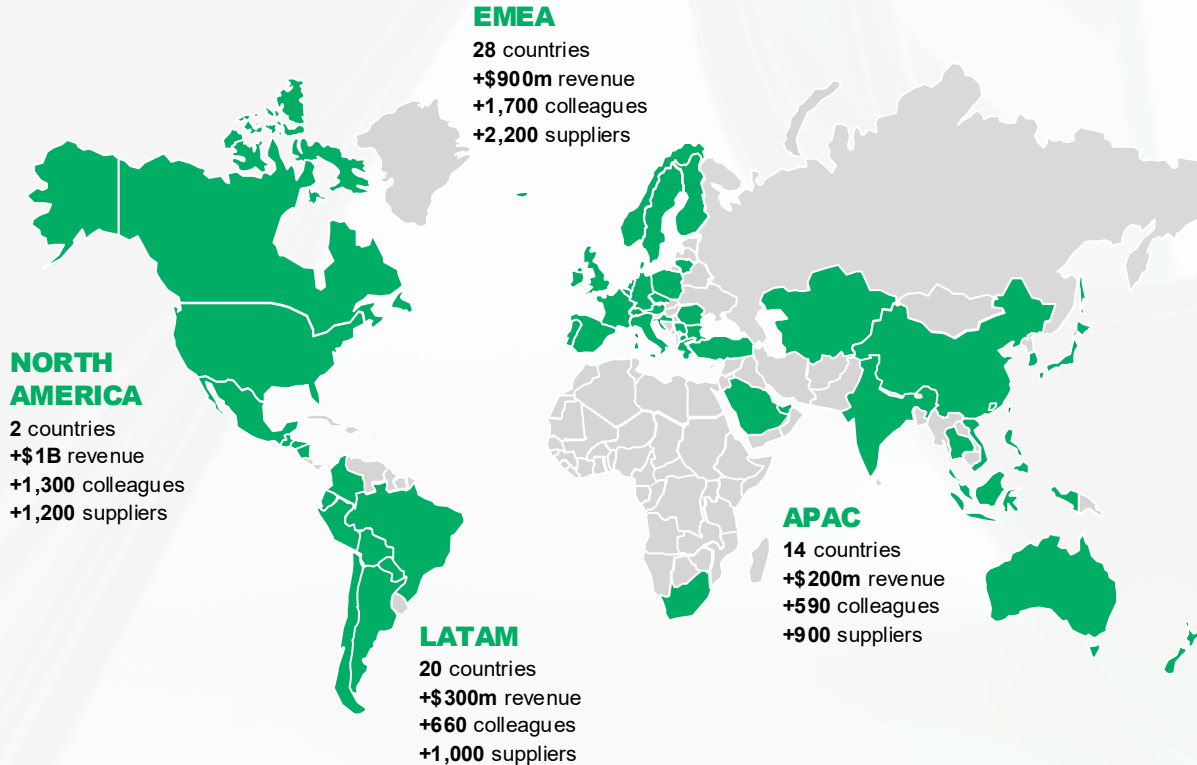 EMEA
28 countries
+$900m revenue
+1,700 colleagues
+2,200 suppliers
NORTH
AMERICA
2 countries
+$1B revenue
+1,300 colleagues
+1,200 suppliers
APAC
14 countries
+$200m revenue
+590 colleagues
+900 suppliers
LATAM
20 countries
+$300m revenue
+660 colleagues
+1,000 suppliers